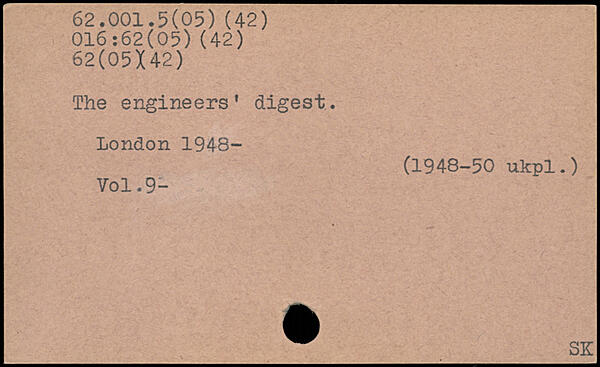 62.001.5(05)(42)
016:62(05)(42)
62(05)(42)
The engineers' digest.
London 1948-
(1948-50 ukpl.)
Vol.9-
SK